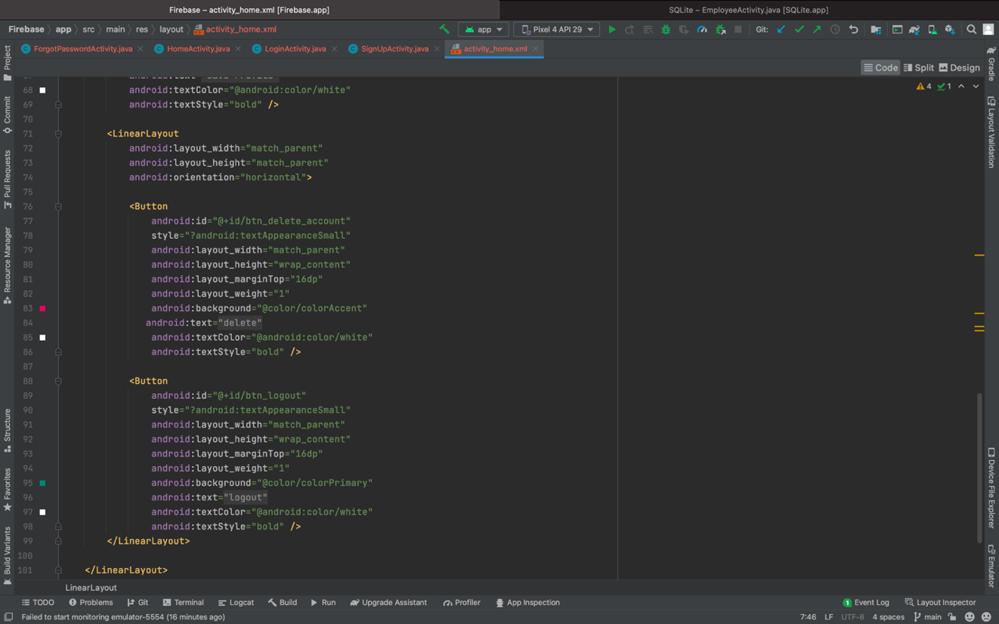 Firebase – activity_home.xml [Firebase.app]
SQLite – EmployeeActivity.java [SQLite.app]
Firebase app src main res layout activity_home.xml
app Pixel 4 API 29 Git:
ForgotPasswordActivity.java HomeActivity.java LoginActivity.java SignUpActivity.java activity_home.xml
Code Split Design
4 1
68 android:textColor="@android:color/white"
69 android:textStyle="bold" />
70
71 <LinearLayout
72 android:layout_width="match_parent"
73 android:layout_height="match_parent"
74 android:orientation="horizontal">
75
76 <Button
77 android:id="@+id/btn_delete_account"
78 style="?android:textAppearanceSmall"
79 android:layout_width="match_parent"
80 android:layout_height="wrap_content"
81 android:layout_marginTop="16dp"
82 android:layout_weight="1"
83 android:background="@color/colorAccent"
84 android:text="delete"
85 android:textColor="@android:color/white"
86 android:textStyle="bold" />
87
88 <Button
89 android:id="@+id/btn_logout"
90 style="?android:textAppearanceSmall"
91 android:layout_width="match_parent"
92 android:layout_height="wrap_content"
93 android:layout_marginTop="16dp"
94 android:layout_weight="1"
95 android:background="@color/colorPrimary"
96 android:text="logout"
97 android:textColor="@android:color/white"
98 android:textStyle="bold" />
99 </LinearLayout>
100
101 </LinearLayout>
LinearLayout
Project
Commit
Pull Requests
Resource Manager
Structure
Favorites
Build Variants
Gradle
Layout Validation
Device File Explorer
Emulator
TODO Problems Git Terminal Logcat Build Run Upgrade Assistant Profiler App Inspection 1 Event Log Layout Inspector
Failed to start monitoring emulator-5554 (16 minutes ago) 7:46 LF UTF-8 4 spaces main